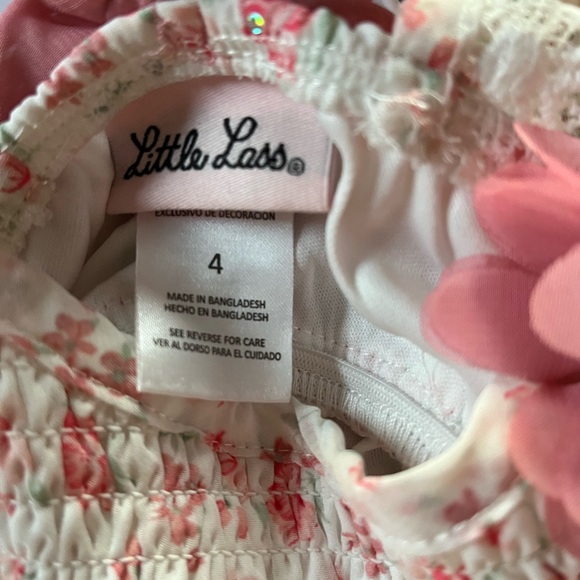 Little Lass®
EXCLUSIVO DE DECORACION
4
MADE IN BANGLADESH
HECHO EN BANGLADESH
SEE REVERSE FOR CARE
VER AL DORSO PARA EL CUIDADO